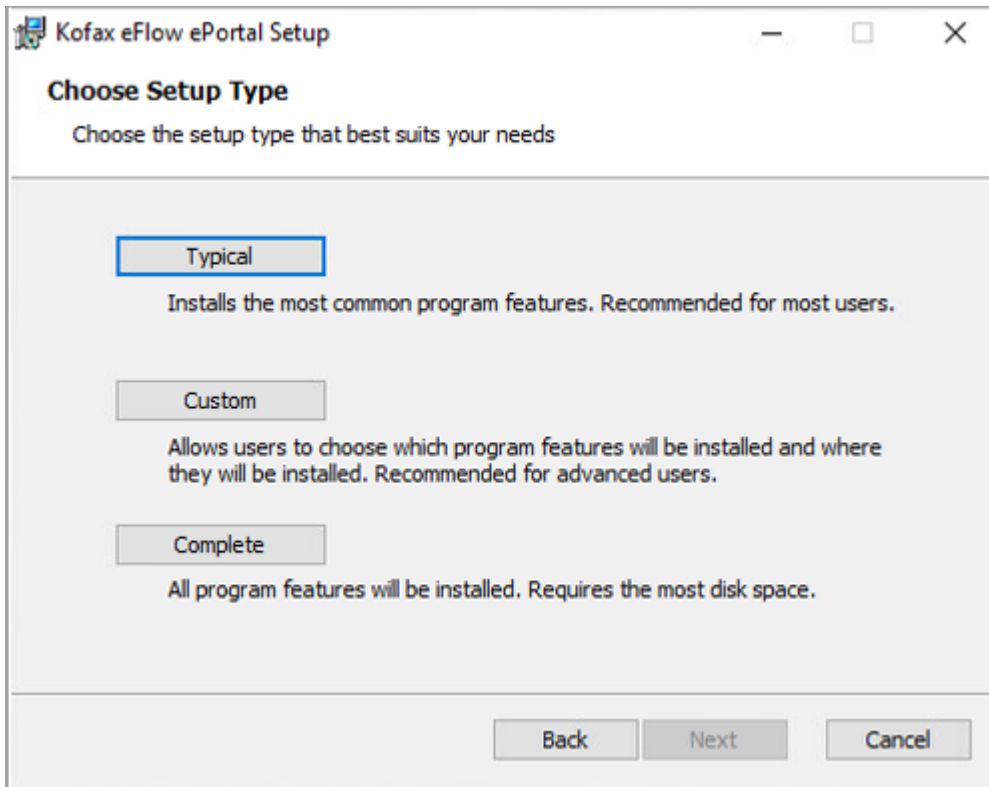 Kofax eFlow ePortal Setup
Choose Setup Type
Choose the setup type that best suits your needs
Typical
Installs the most common program features. Recommended for most users.
Custom
Allows users to choose which program features will be installed and where
they will be installed. Recommended for advanced users.
Complete
All program features will be installed. Requires the most disk space.
Back Next Cancel